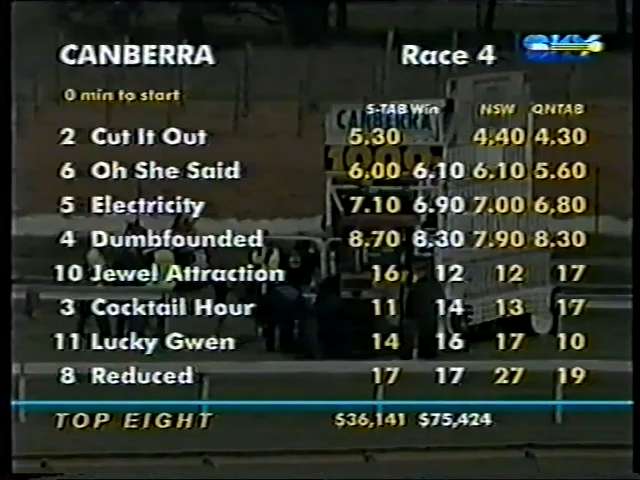 CANBERRA Race 4 SKY
0 min to start
S-TAB Win NSW QNTAB
CANBERRA
1000
2 Cut It Out 5.30 4.40 4.30
6 Oh She Said 6.00 6.10 6.10 5.60
5 Electricity 7.10 6.90 7.00 6.80
4 Dumbfounded 8.70 8.30 7.90 8.30
10 Jewel Attraction 16 12 12 17
3 Cocktail Hour 11 14 13 17
11 Lucky Gwen 14 16 17 10
8 Reduced 17 17 27 19
TOP EIGHT $36,141 $75,424